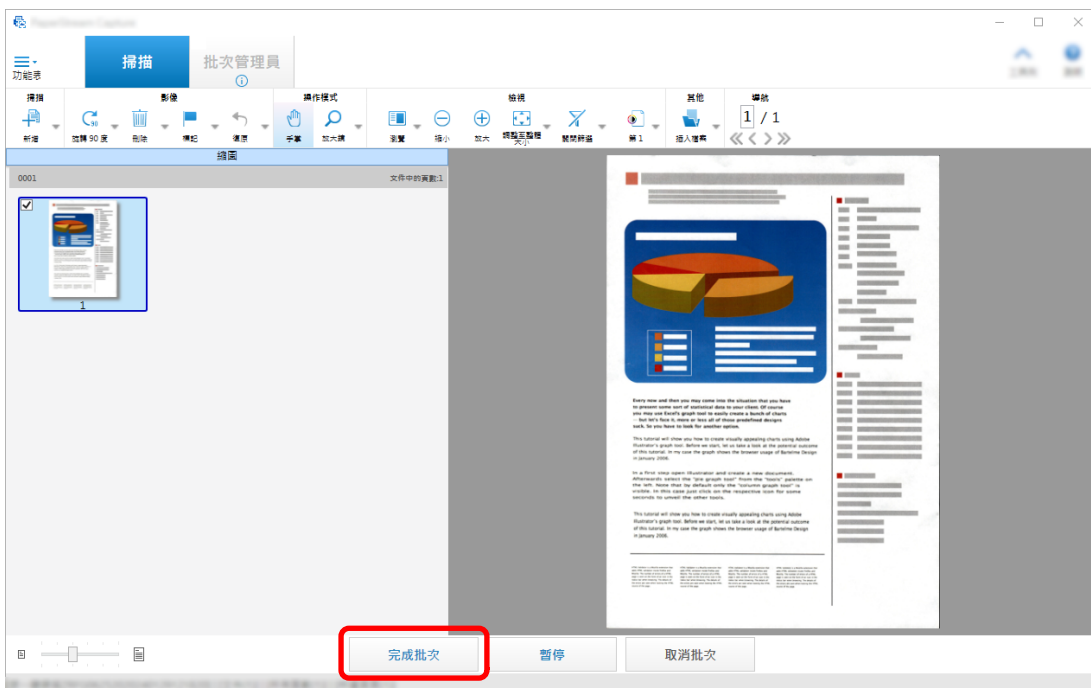 掃描
批次管理員
功能表
掃描 影像 操作模式 檢視 其他 導航
新增 旋轉 90 度 刪除 標記 復原 手掌 放大鏡 瀏覽 縮小 放大 調整至整體大小 關閉篩選 第 1 插入檔案
1 / 1
縮圖
0001 文件中的頁數:1
1
Every now and then you may come into the situation that you have
to present some sort of statistical data to your client. Of course
you may use Excel's graph tool to easily create a bunch of charts
— but let's face it, more or less all of those predefined designs
suck. So you have to look for another option.
This tutorial will show you how to create visually appealing charts using Adobe
Illustrator's graph tool. Before we start, let us take a look at the potential outcome
of this tutorial. In my case the graph shows the browser usage of Bartelme Design
in January 2006.
In a first step open Illustrator and create a new document.
Afterwards select the "pie graph tool" from the "tools" palette on
the left. Note that by default only the "column graph tool" is
visible. In this case just click on the respective icon for some
seconds to unveil the other tools.
This tutorial will show you how to create visually appealing charts using Adobe
Illustrator's graph tool. Before we start, let us take a look at the potential outcome
of this tutorial. In my case the graph shows the browser usage of Bartelme Design
in January 2006.
完成批次 暫停 取消批次